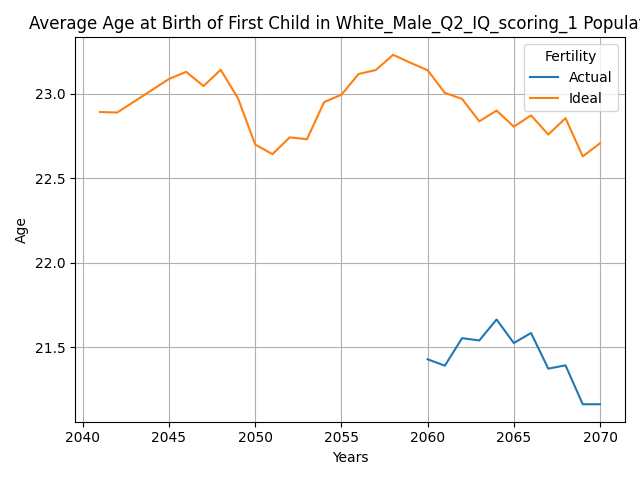 Average Age at Birth of First Child in White_Male_Q2_IQ_scoring_1 Populat
Fertility
Actual
Ideal
Age
23.0
22.5
22.0
21.5
2040 2045 2050 2055 2060 2065 2070
Years